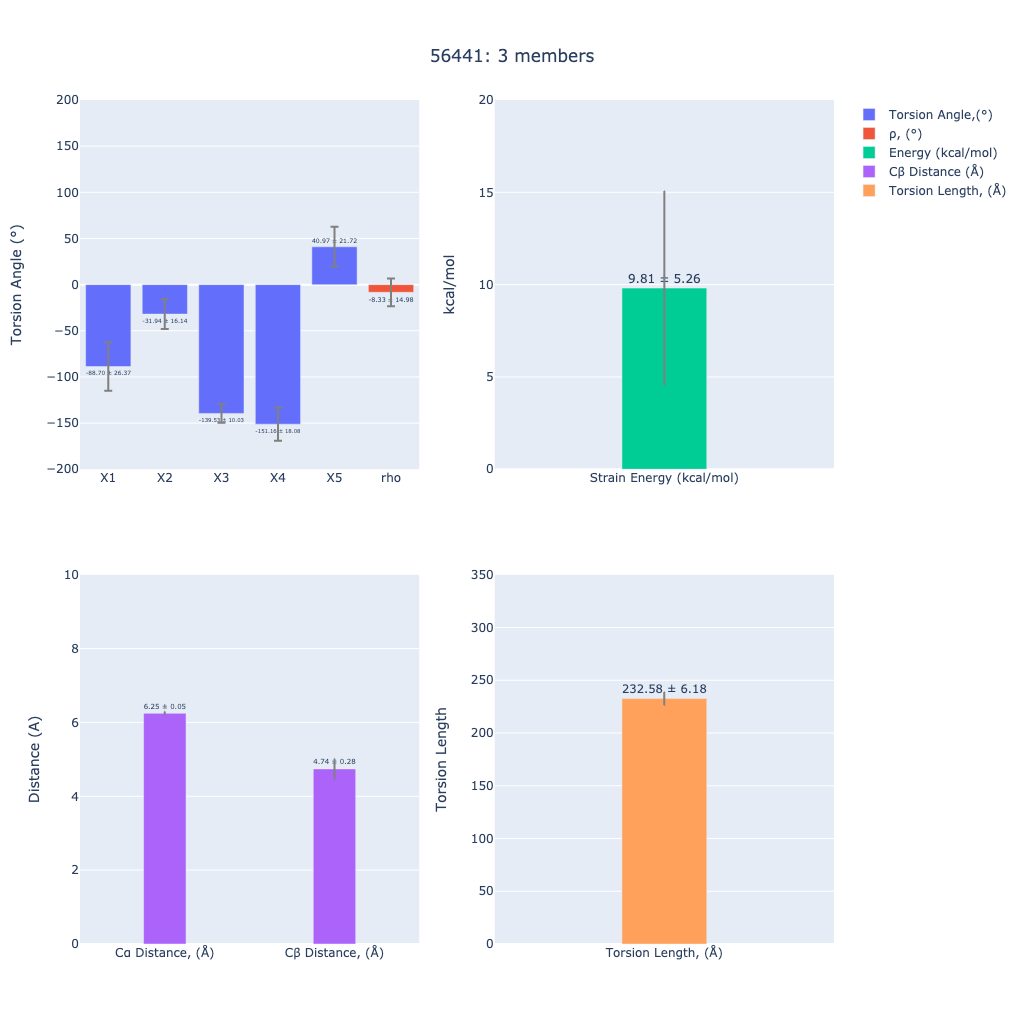 56441: 3 members
Torsion Angle (°)
200
150
100
50
0
−50
−100
−150
−200
-88.70 ± 26.37
-31.94 ± 16.14
-151.16 ± 18.08
40.97 ± 21.72
-8.33 ± 14.98
X1 X2 X3 X4 X5 rho
kcal/mol
20
15
10
5
0
9.81 ± 5.26
Strain Energy (kcal/mol)
Torsion Angle,(°)
ρ, (°)
Energy (kcal/mol)
Cβ Distance (Å)
Torsion Length, (Å)
Distance (A)
10
8
6
4
2
0
6.25 ± 0.05
4.74 ± 0.28
Cα Distance, (Å) Cβ Distance, (Å)
Torsion Length
350
300
250
200
150
100
50
0
232.58 ± 6.18
Torsion Length, (Å)